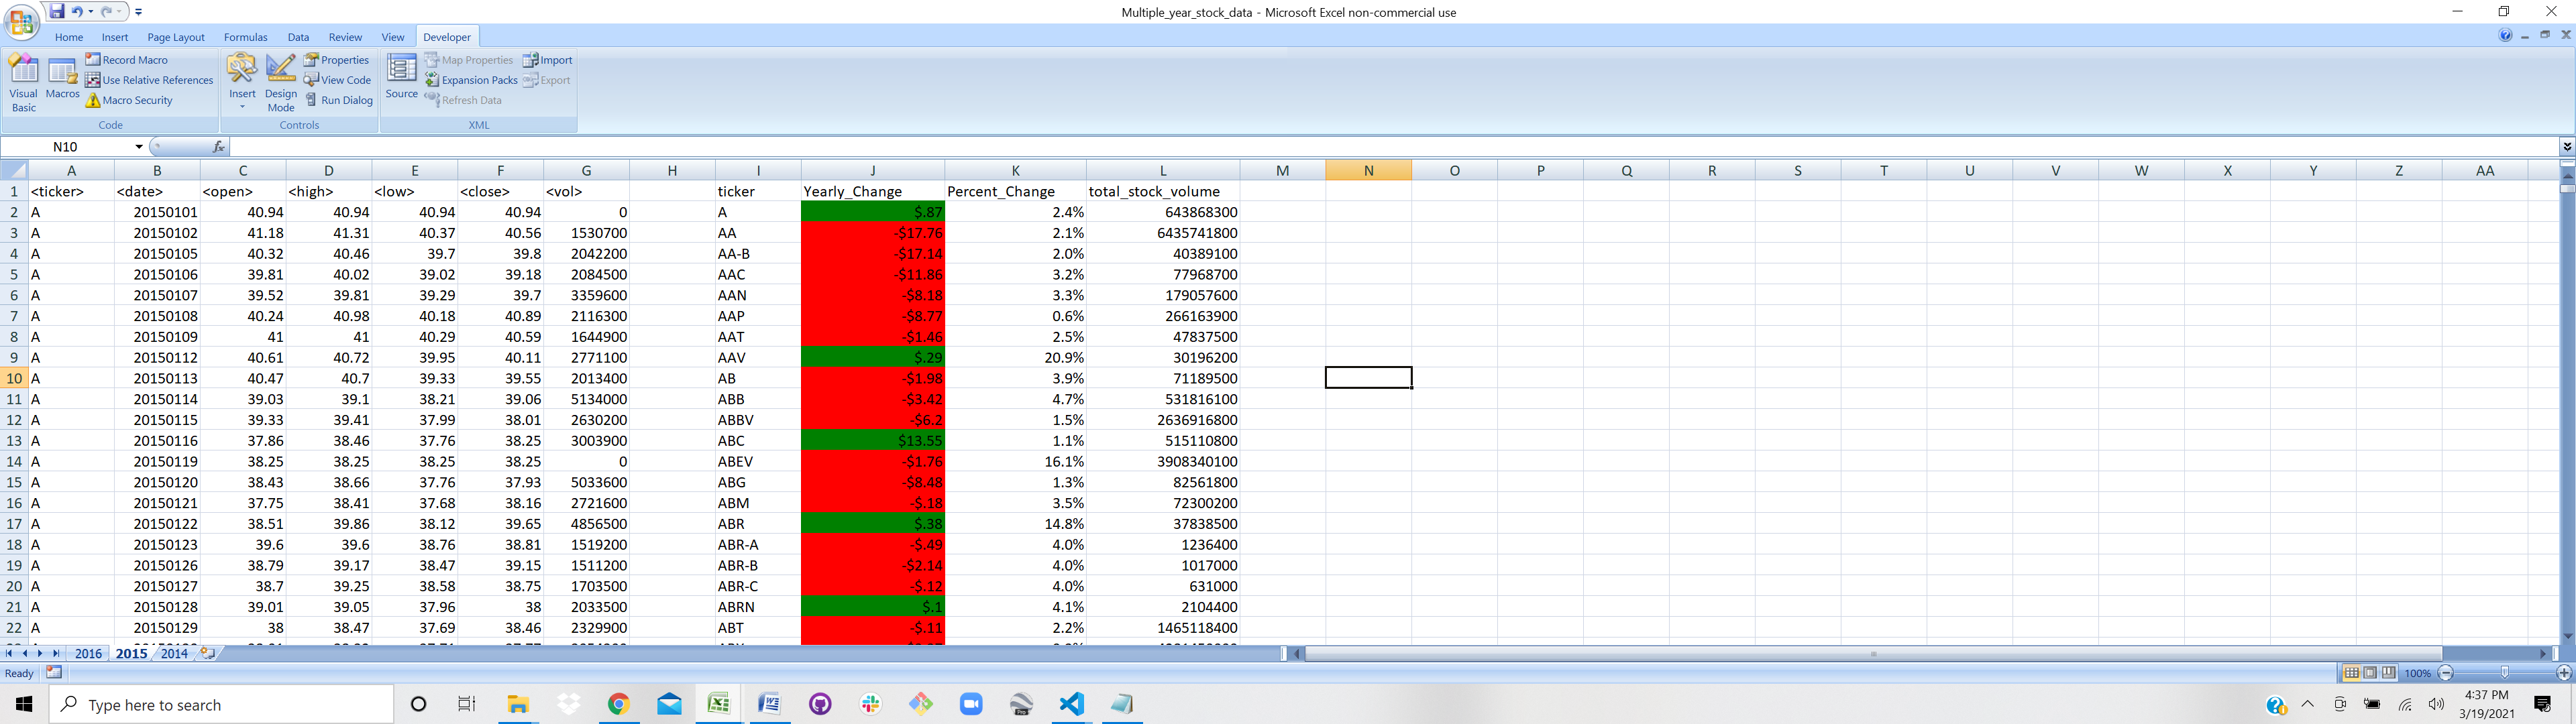 Multiple_year_stock_data - Microsoft Excel non-commercial use
Home Insert Page Layout Formulas Data Review View Developer
Visual Basic Macros Record Macro Use Relative References Macro Security Code
Insert Design Mode Properties View Code Run Dialog Controls
Source Map Properties Expansion Packs Refresh Data Import Export XML
N10 fx
A B C D E F G H I J K L M N O P Q R S T U V W X Y Z AA
1 <ticker> <date> <open> <high> <low> <close> <vol> ticker Yearly_Change Percent_Change total_stock_volume
2 A 20150101 40.94 40.94 40.94 40.94 0 A $.87 2.4% 643868300
3 A 20150102 41.18 41.31 40.37 40.56 1530700 AA -$17.76 2.1% 6435741800
4 A 20150105 40.32 40.46 39.7 39.8 2042200 AA-B -$17.14 2.0% 40389100
5 A 20150106 39.81 40.02 39.02 39.18 2084500 AAC -$11.86 3.2% 77968700
6 A 20150107 39.52 39.81 39.29 39.7 3359600 AAN -$8.18 3.3% 179057600
7 A 20150108 40.24 40.98 40.18 40.89 2116300 AAP -$8.77 0.6% 266163900
8 A 20150109 41 41 40.29 40.59 1644900 AAT -$1.46 2.5% 47837500
9 A 20150112 40.61 40.72 39.95 40.11 2771100 AAV $.29 20.9% 30196200
10 A 20150113 40.47 40.7 39.33 39.55 2013400 AB -$1.98 3.9% 71189500
11 A 20150114 39.03 39.1 38.21 39.06 5134000 ABB -$3.42 4.7% 531816100
12 A 20150115 39.33 39.41 37.99 38.01 2630200 ABBV -$6.2 1.5% 2636916800
13 A 20150116 37.86 38.46 37.76 38.25 3003900 ABC $13.55 1.1% 515110800
14 A 20150119 38.25 38.25 38.25 38.25 0 ABEV -$1.76 16.1% 3908340100
15 A 20150120 38.43 38.66 37.76 37.93 5033600 ABG -$8.48 1.3% 82561800
16 A 20150121 37.75 38.41 37.68 38.16 2721600 ABM -$.18 3.5% 72300200
17 A 20150122 38.51 39.86 38.12 39.65 4856500 ABR $.38 14.8% 37838500
18 A 20150123 39.6 39.6 38.76 38.81 1519200 ABR-A -$.49 4.0% 1236400
19 A 20150126 38.79 39.17 38.47 39.15 1511200 ABR-B -$2.14 4.0% 1017000
20 A 20150127 38.7 39.25 38.58 38.75 1703500 ABR-C -$.12 4.0% 631000
21 A 20150128 39.01 39.05 37.96 38 2033500 ABRN $.1 4.1% 2104400
22 A 20150129 38 38.47 37.69 38.46 2329900 ABT -$.11 2.2% 1465118400
2016 2015 2014
Ready 100%
Type here to search
4:37 PM
3/19/2021